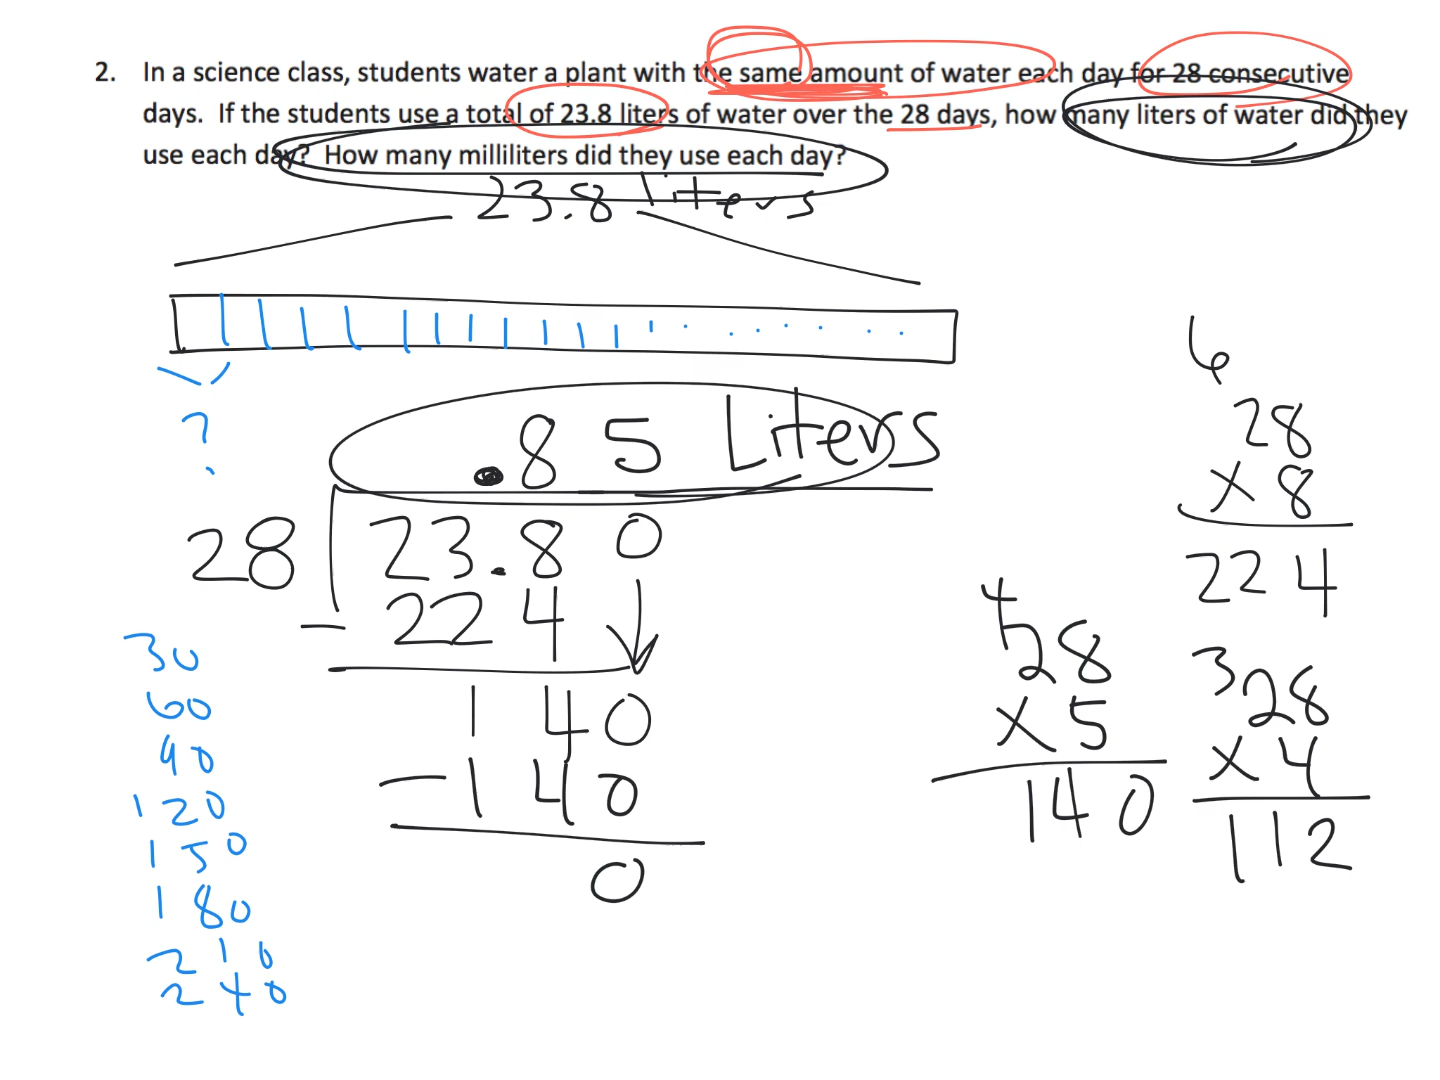 2. In a science class, students water a plant with the same amount of water each day for 28 consecutive
days. If the students use a total of 23.8 liters of water over the 28 days, how many liters of water did they
use each day? How many milliliters did they use each day?
23.8 liters
?
.85 Liters
28 23.80
- 224
140
- 140
0
30
60
90
120
150
180
210
240
6
28
x 8
224
4
28
x 5
140
3
28
x 4
112